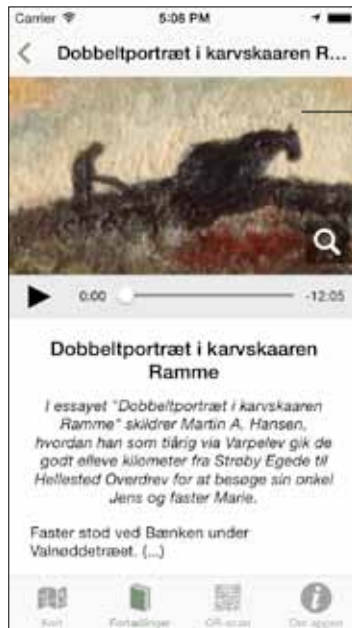 Carrier 5:08 PM
Dobbeltportræt i karvskaaren R...
0:00 -12:05
Dobbeltportræt i karvskaaren
Ramme
I essayet "Dobbeltportræt i karvskaaren
Ramme" skildrer Martin A. Hansen,
hvordan han som tiårig via Varpelev gik de
godt elleve kilometer fra Strøby Egede til
Hellested Overdrev for at besøge sin onkel
Jens og faster Marie.
Faster stod ved Bænken under
Valnøddetræet. (...)
Kort Fortællinger QR-scan Om appen